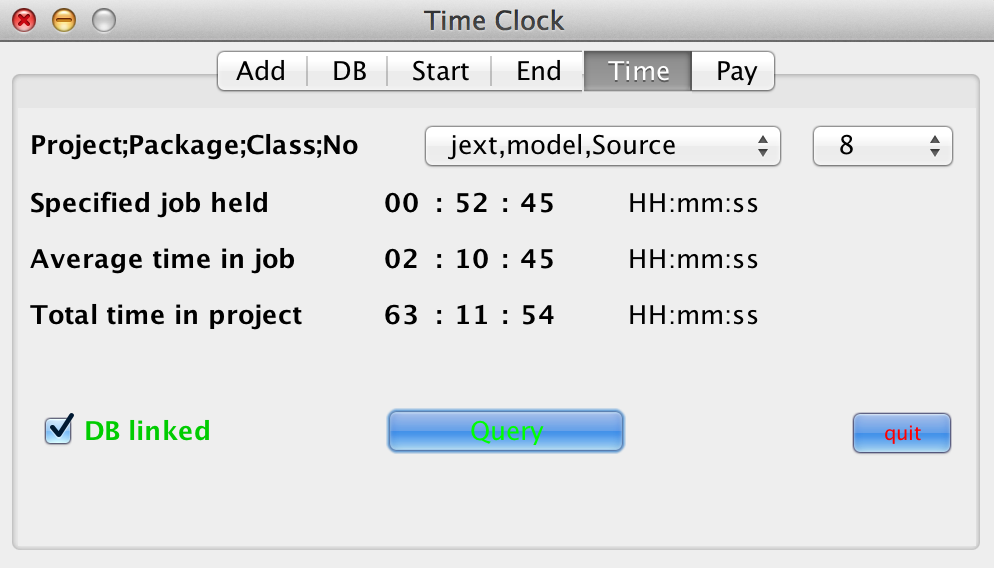 Time Clock
Add DB Start End Time Pay
Project;Package;Class;No jext,model,Source 8
Specified job held 00 : 52 : 45 HH:mm:ss
Average time in job 02 : 10 : 45 HH:mm:ss
Total time in project 63 : 11 : 54 HH:mm:ss
DB linked Query quit